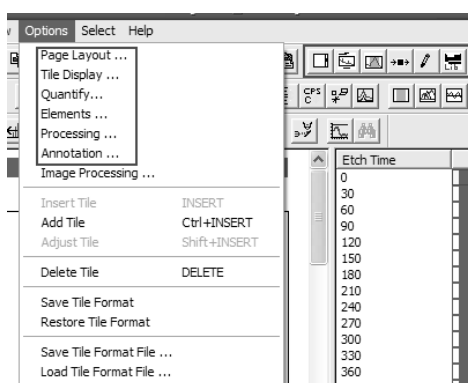 Options Select Help
Page Layout ...
Tile Display ...
Quantify...
Elements ...
Processing ...
Annotation ...
Image Processing ...
Insert Tile INSERT
Add Tile Ctrl+INSERT
Adjust Tile Shift+INSERT
Delete Tile DELETE
Save Tile Format
Restore Tile Format
Save Tile Format File ...
Load Tile Format File ...
CPS
C
Etch Time
0
30
60
90
120
150
180
210
240
270
300
330
360